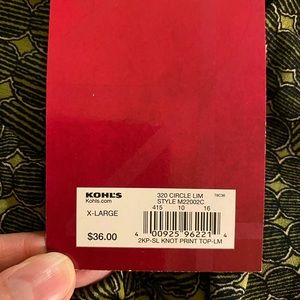 KOHL'S
Kohls.com
320 CIRCLE LIM
STYLE M22002C
78C36
415 10 16
X-LARGE
$36.00
4 00925 96221 4
2KP-SL KNOT PRINT TOP-LM